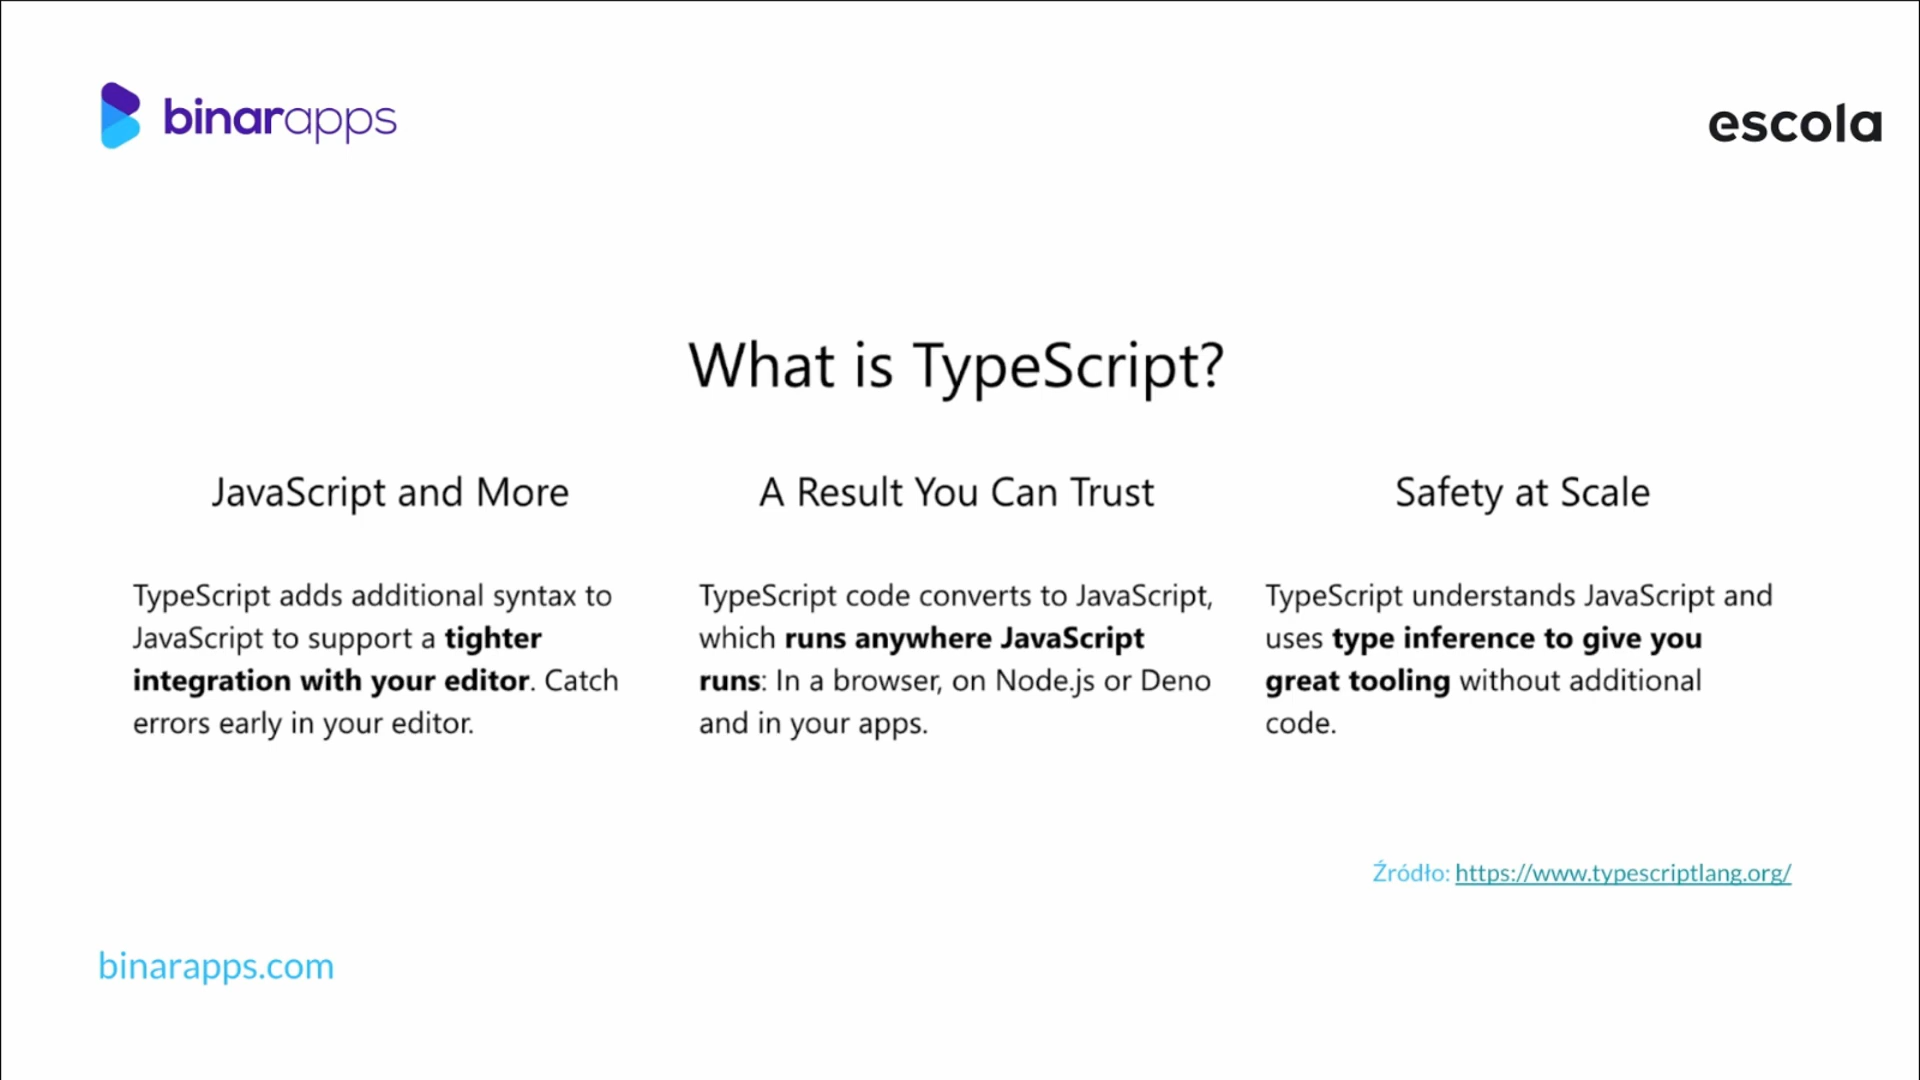 binarapps
escola
What is TypeScript?
JavaScript and More
TypeScript adds additional syntax to
JavaScript to support a tighter
integration with your editor. Catch
errors early in your editor.
A Result You Can Trust
TypeScript code converts to JavaScript,
which runs anywhere JavaScript
runs: In a browser, on Node.js or Deno
and in your apps.
Safety at Scale
TypeScript understands JavaScript and
uses type inference to give you
great tooling without additional
code.
Źródło: https://www.typescriptlang.org/
binarapps.com